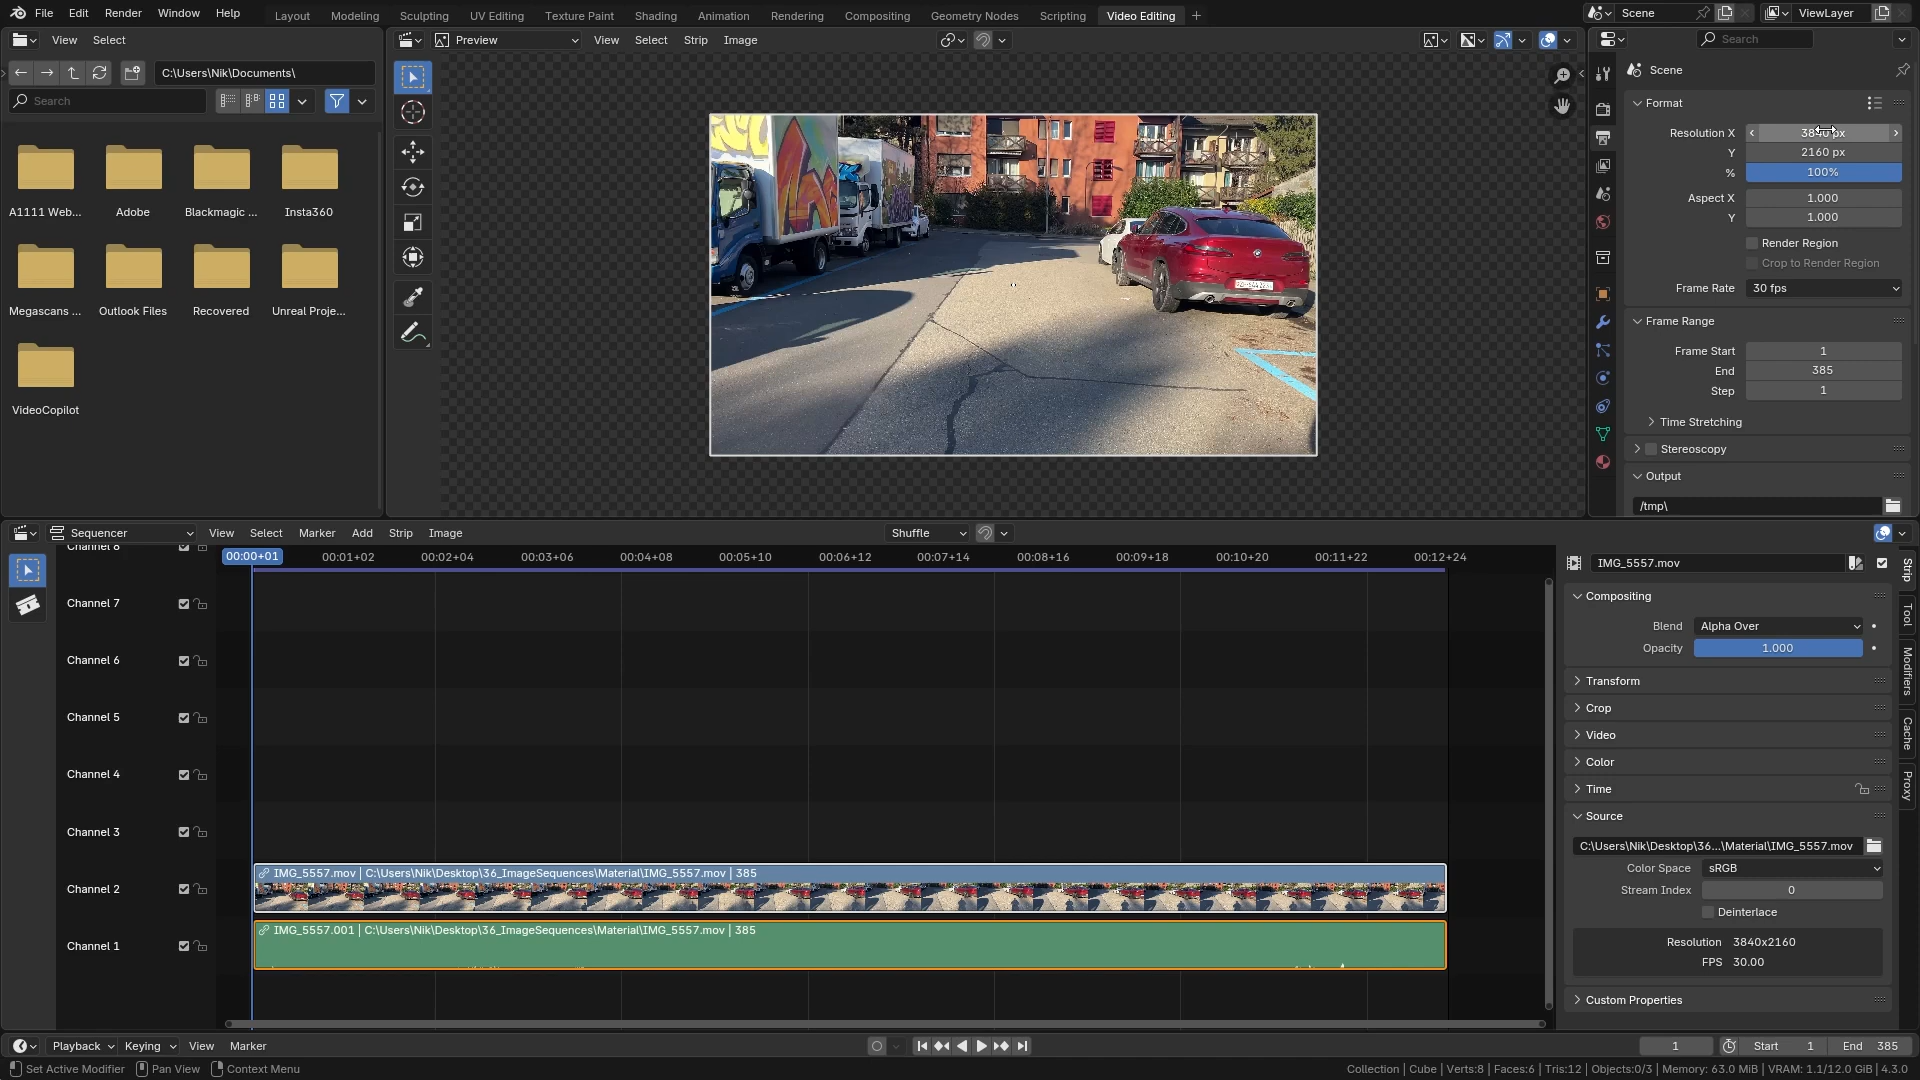 File Edit Render Window Help
Layout Modeling Sculpting UV Editing Texture Paint Shading Animation Rendering Compositing Geometry Nodes Scripting Video Editing
Scene
ViewLayer
View Select
C:\Users\Nik\Documents\
Search
A1111 Web... Adobe Blackmagic ... Insta360
Megascans ... Outlook Files Recovered Unreal Proje...
VideoCopilot
Preview View Select Strip Image
Search
Scene
Format
Resolution X
Y 2160 px
% 100%
Aspect X 1.000
Y 1.000
Render Region
Crop to Render Region
Frame Rate 30 fps
Frame Range
Frame Start 1
End 385
Step 1
Time Stretching
Stereoscopy
Output
/tmp\
Sequencer View Select Marker Add Strip Image
Shuffle
00:00+01 00:01+02 00:02+04 00:03+06 00:04+08 00:05+10 00:06+12 00:07+14 00:08+16 00:09+18 00:10+20 00:11+22 00:12+24
Channel 8
Channel 7
Channel 6
Channel 5
Channel 4
Channel 3
Channel 2
Channel 1
IMG_5557.mov | C:\Users\Nik\Desktop\36_ImageSequences\Material\IMG_5557.mov | 385
IMG_5557.001 | C:\Users\Nik\Desktop\36_ImageSequences\Material\IMG_5557.mov | 385
IMG_5557.mov
Compositing
Blend Alpha Over
Opacity 1.000
Transform
Crop
Video
Color
Time
Source
C:\Users\Nik\Desktop\36...\Material\IMG_5557.mov
Color Space sRGB
Stream Index 0
Deinterlace
Resolution 3840x2160
FPS 30.00
Custom Properties
Strip
Tool
Modifiers
Cache
Proxy
Playback Keying View Marker
1 Start 1 End 385
Set Active Modifier Pan View Context Menu
Collection | Cube | Verts:8 | Faces:6 | Tris:12 | Objects:0/3 | Memory: 63.0 MiB | VRAM: 1.1/12.0 GiB | 4.3.0